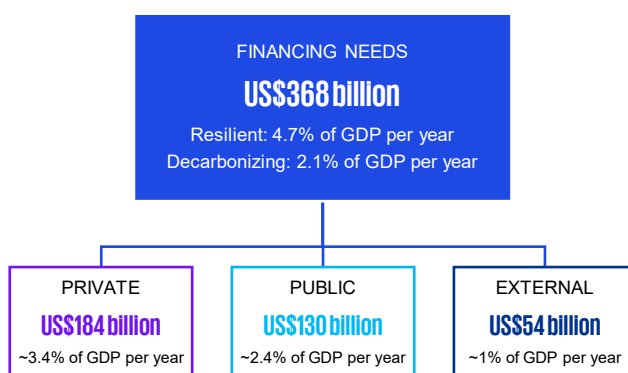 FINANCING NEEDS
US$368 billion
Resilient: 4.7% of GDP per year
Decarbonizing: 2.1% of GDP per year
PRIVATE
US$184 billion
~3.4% of GDP per year
PUBLIC
US$130 billion
~2.4% of GDP per year
EXTERNAL
US$54 billion
~1% of GDP per year